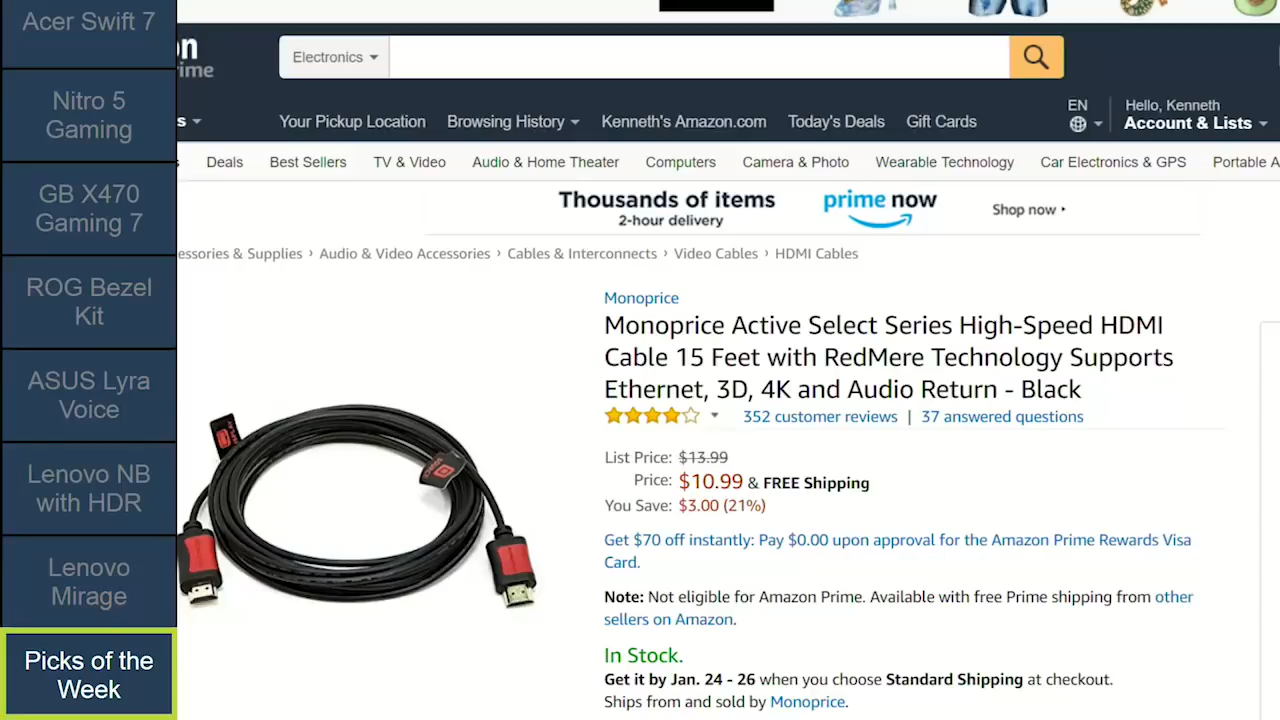 Acer Swift 7
Nitro 5
Gaming
GB X470
Gaming 7
ROG Bezel
Kit
ASUS Lyra
Voice
Lenovo NB
with HDR
Lenovo
Mirage
Picks of the
Week
Electronics
Your Pickup Location Browsing History Kenneth's Amazon.com Today's Deals Gift Cards
EN
Hello, Kenneth
Account & Lists
Deals Best Sellers TV & Video Audio & Home Theater Computers Camera & Photo Wearable Technology Car Electronics & GPS Portable A
Thousands of items
2-hour delivery
prime now
Shop now
essories & Supplies › Audio & Video Accessories › Cables & Interconnects › Video Cables › HDMI Cables
Monoprice
Monoprice Active Select Series High-Speed HDMI
Cable 15 Feet with RedMere Technology Supports
Ethernet, 3D, 4K and Audio Return - Black
352 customer reviews | 37 answered questions
List Price: $13.99
Price: $10.99 & FREE Shipping
You Save: $3.00 (21%)
Get $70 off instantly: Pay $0.00 upon approval for the Amazon Prime Rewards Visa
Card.
Note: Not eligible for Amazon Prime. Available with free Prime shipping from other
sellers on Amazon.
In Stock.
Get it by Jan. 24 - 26 when you choose Standard Shipping at checkout.
Ships from and sold by Monoprice.